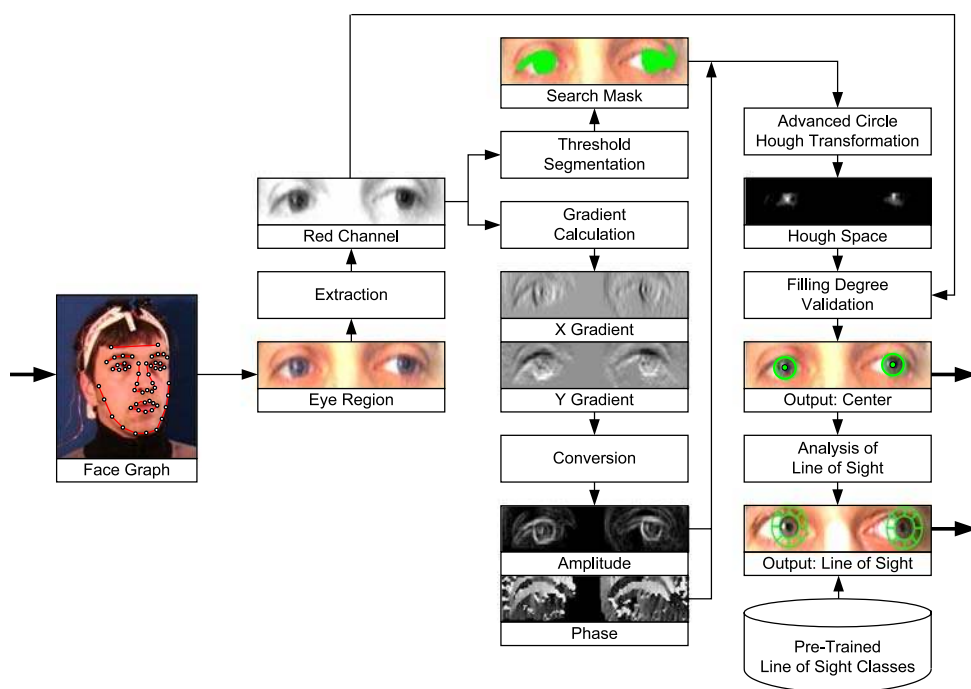 Search Mask
Threshold
Segmentation
Advanced Circle
Hough Transformation
Red Channel
Gradient
Calculation
Hough Space
Extraction
Filling Degree
Validation
X Gradient
Eye Region
Y Gradient
Output: Center
Face Graph
Conversion
Analysis of
Line of Sight
Amplitude
Output: Line of Sight
Phase
Pre-Trained
Line of Sight Classes